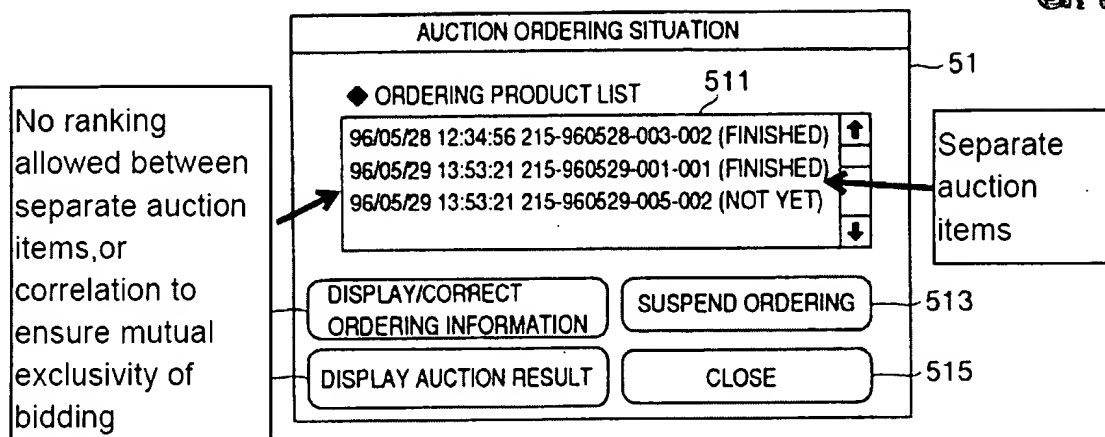 AUCTION ORDERING SITUATION
51
511
◆ ORDERING PRODUCT LIST
96/05/28 12:34:56 215-960528-003-002 (FINISHED)
96/05/29 13:53:21 215-960529-001-001 (FINISHED)
96/05/29 13:53:21 215-960529-005-002 (NOT YET)
No ranking
allowed between
separate auction
items,or
correlation to
ensure mutual
exclusivity of
bidding
Separate
auction
items
DISPLAY/CORRECT
ORDERING INFORMATION
SUSPEND ORDERING
513
DISPLAY AUCTION RESULT
CLOSE
515